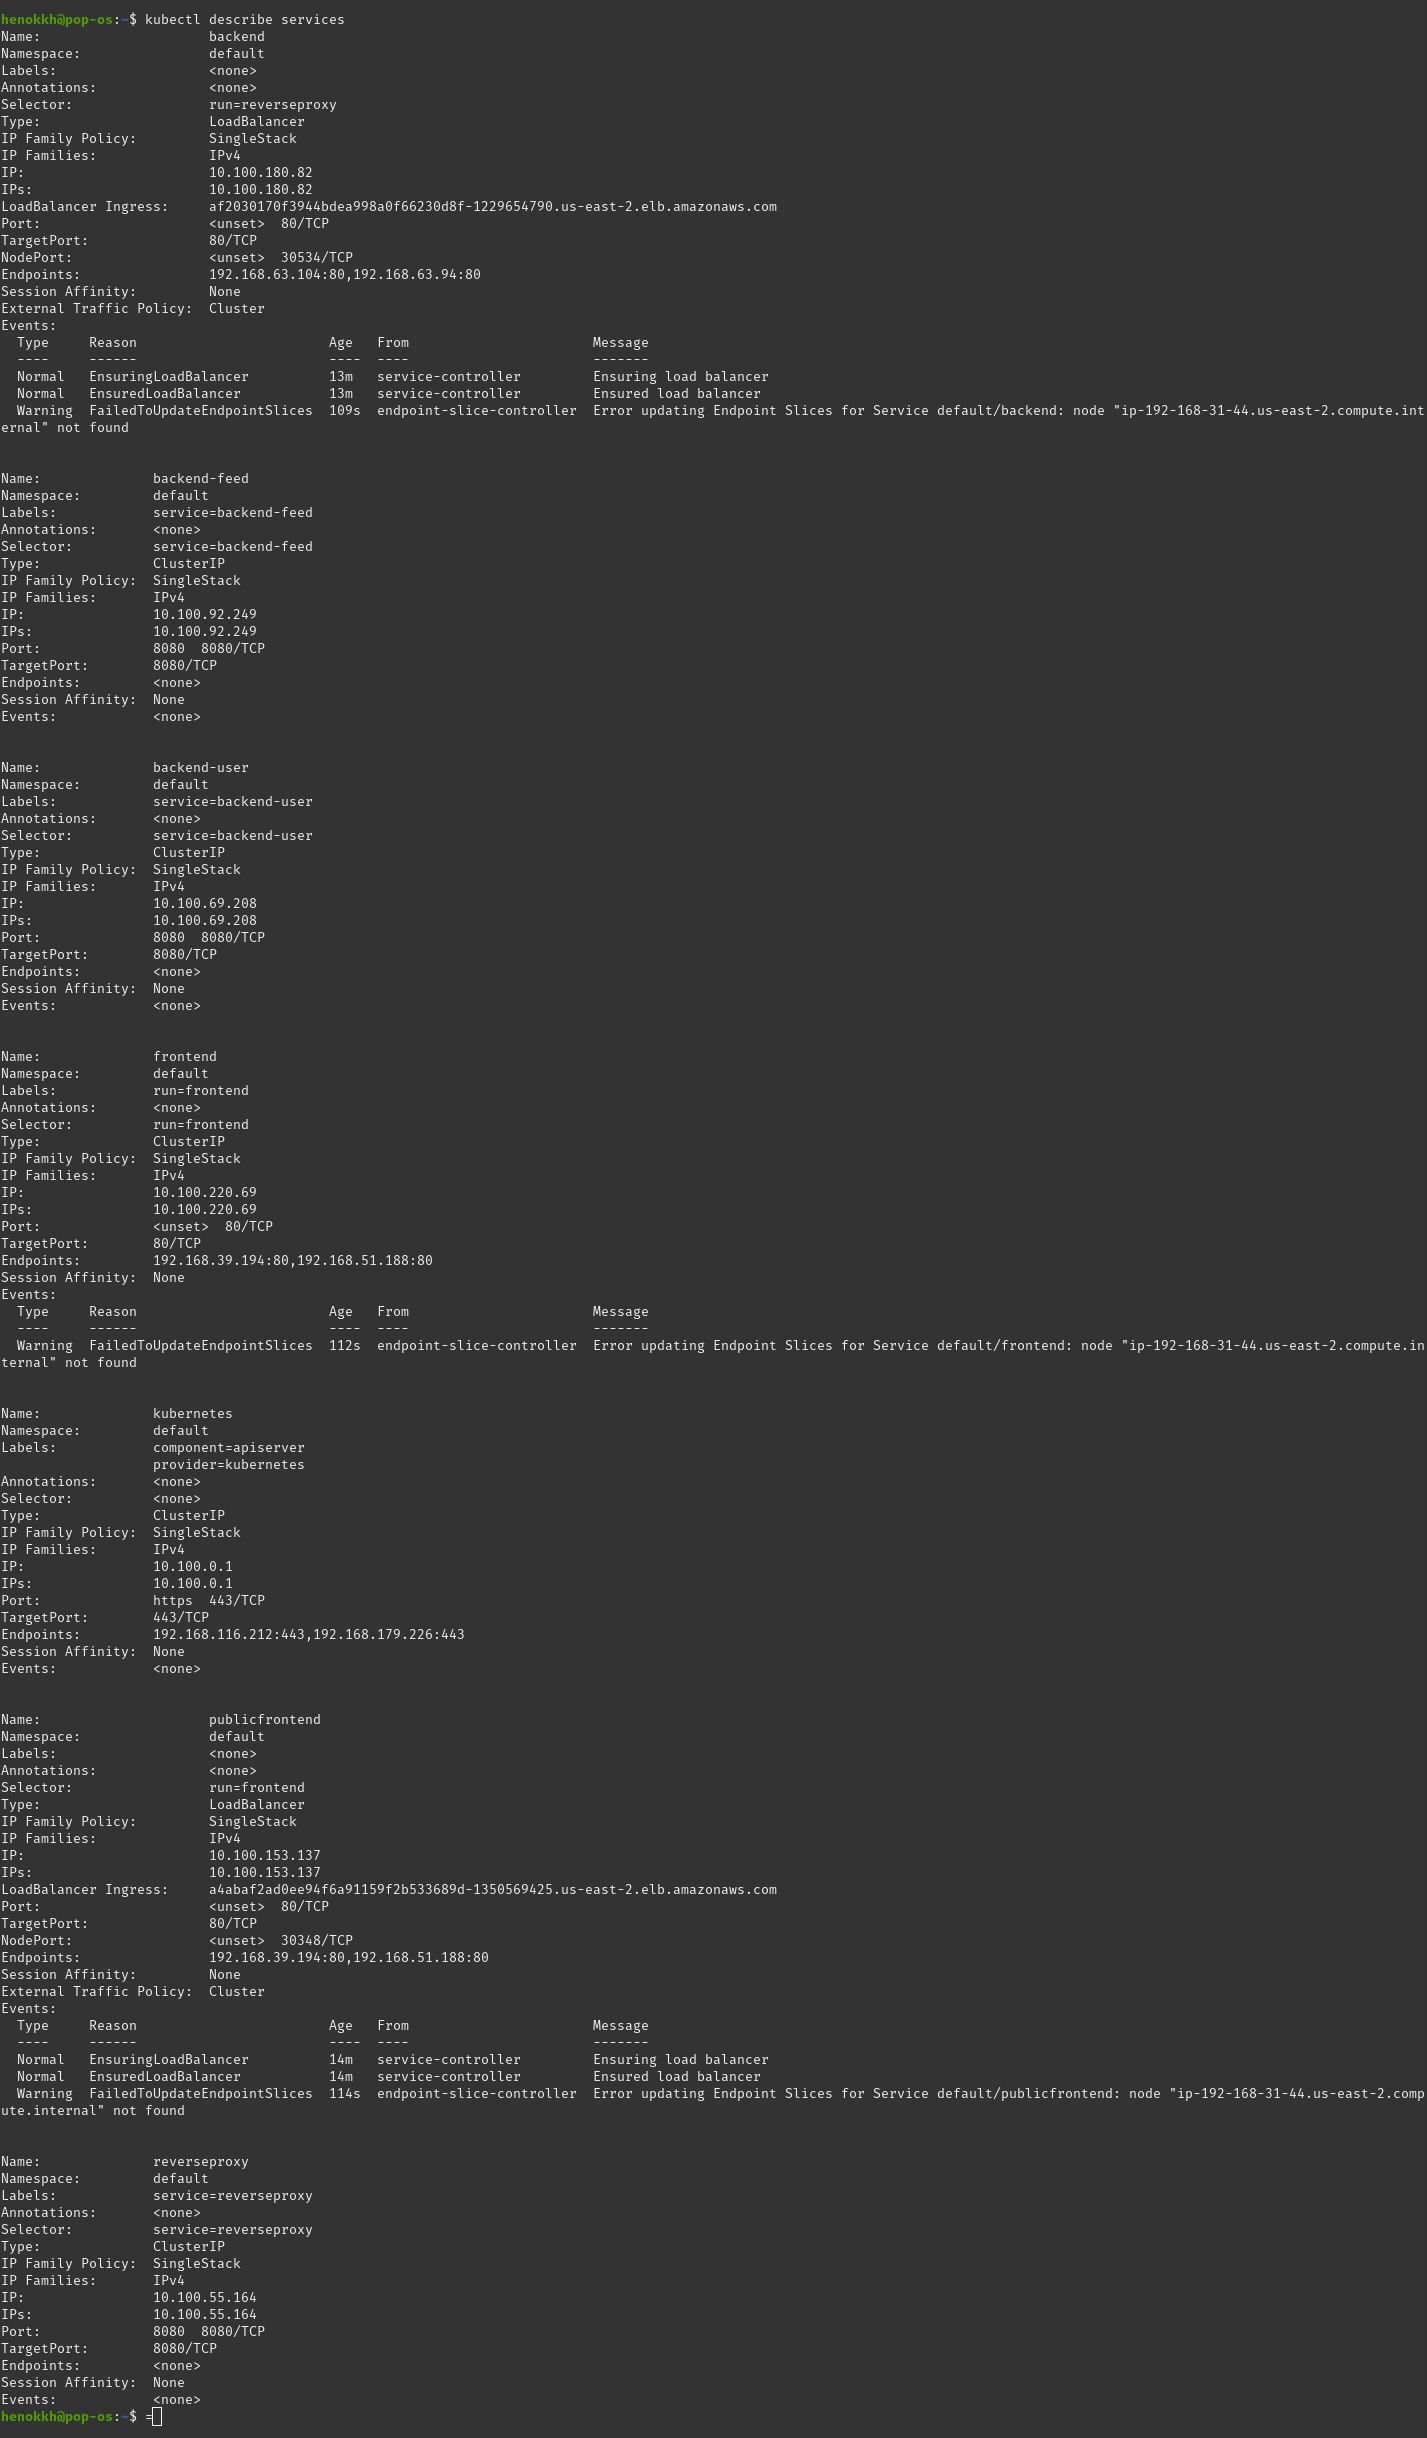 henokkh@pop-os:~$ kubectl describe services
Name:                     backend
Namespace:                default
Labels:                   <none>
Annotations:              <none>
Selector:                 run=reverseproxy
Type:                     LoadBalancer
IP Family Policy:         SingleStack
IP Families:              IPv4
IP:                       10.100.180.82
IPs:                      10.100.180.82
LoadBalancer Ingress:     af2030170f3944bdea998a0f66230d8f-1229654790.us-east-2.elb.amazonaws.com
Port:                     <unset>  80/TCP
TargetPort:               80/TCP
NodePort:                 <unset>  30534/TCP
Endpoints:                192.168.63.104:80,192.168.63.94:80
Session Affinity:         None
External Traffic Policy:  Cluster
Events:
  Type     Reason                        Age   From                       Message
  ----     ------                        ----  ----                       -------
  Normal   EnsuringLoadBalancer          13m   service-controller         Ensuring load balancer
  Normal   EnsuredLoadBalancer           13m   service-controller         Ensured load balancer
  Warning  FailedToUpdateEndpointSlices  109s  endpoint-slice-controller  Error updating Endpoint Slices for Service default/backend: node "ip-192-168-31-44.us-east-2.compute.int
ernal" not found
Name:              backend-feed
Namespace:         default
Labels:            service=backend-feed
Annotations:       <none>
Selector:          service=backend-feed
Type:              ClusterIP
IP Family Policy:  SingleStack
IP Families:       IPv4
IP:                10.100.92.249
IPs:               10.100.92.249
Port:              8080  8080/TCP
TargetPort:        8080/TCP
Endpoints:         <none>
Session Affinity:  None
Events:            <none>
Name:              backend-user
Namespace:         default
Labels:            service=backend-user
Annotations:       <none>
Selector:          service=backend-user
Type:              ClusterIP
IP Family Policy:  SingleStack
IP Families:       IPv4
IP:                10.100.69.208
IPs:               10.100.69.208
Port:              8080  8080/TCP
TargetPort:        8080/TCP
Endpoints:         <none>
Session Affinity:  None
Events:            <none>
Name:              frontend
Namespace:         default
Labels:            run=frontend
Annotations:       <none>
Selector:          run=frontend
Type:              ClusterIP
IP Family Policy:  SingleStack
IP Families:       IPv4
IP:                10.100.220.69
IPs:               10.100.220.69
Port:              <unset>  80/TCP
TargetPort:        80/TCP
Endpoints:         192.168.39.194:80,192.168.51.188:80
Session Affinity:  None
Events:
  Type     Reason                        Age   From                       Message
  ----     ------                        ----  ----                       -------
  Warning  FailedToUpdateEndpointSlices  112s  endpoint-slice-controller  Error updating Endpoint Slices for Service default/frontend: node "ip-192-168-31-44.us-east-2.compute.in
ternal" not found
Name:              kubernetes
Namespace:         default
Labels:            component=apiserver
                   provider=kubernetes
Annotations:       <none>
Selector:          <none>
Type:              ClusterIP
IP Family Policy:  SingleStack
IP Families:       IPv4
IP:                10.100.0.1
IPs:               10.100.0.1
Port:              https  443/TCP
TargetPort:        443/TCP
Endpoints:         192.168.116.212:443,192.168.179.226:443
Session Affinity:  None
Events:            <none>
Name:                     publicfrontend
Namespace:                default
Labels:                   <none>
Annotations:              <none>
Selector:                 run=frontend
Type:                     LoadBalancer
IP Family Policy:         SingleStack
IP Families:              IPv4
IP:                       10.100.153.137
IPs:                      10.100.153.137
LoadBalancer Ingress:     a4abaf2ad0ee94f6a91159f2b533689d-1350569425.us-east-2.elb.amazonaws.com
Port:                     <unset>  80/TCP
TargetPort:               80/TCP
NodePort:                 <unset>  30348/TCP
Endpoints:                192.168.39.194:80,192.168.51.188:80
Session Affinity:         None
External Traffic Policy:  Cluster
Events:
  Type     Reason                        Age   From                       Message
  ----     ------                        ----  ----                       -------
  Normal   EnsuringLoadBalancer          14m   service-controller         Ensuring load balancer
  Normal   EnsuredLoadBalancer           14m   service-controller         Ensured load balancer
  Warning  FailedToUpdateEndpointSlices  114s  endpoint-slice-controller  Error updating Endpoint Slices for Service default/publicfrontend: node "ip-192-168-31-44.us-east-2.comp
ute.internal" not found
Name:              reverseproxy
Namespace:         default
Labels:            service=reverseproxy
Annotations:       <none>
Selector:          service=reverseproxy
Type:              ClusterIP
IP Family Policy:  SingleStack
IP Families:       IPv4
IP:                10.100.55.164
IPs:               10.100.55.164
Port:              8080  8080/TCP
TargetPort:        8080/TCP
Endpoints:         <none>
Session Affinity:  None
Events:            <none>
henokkh@pop-os:~$ =